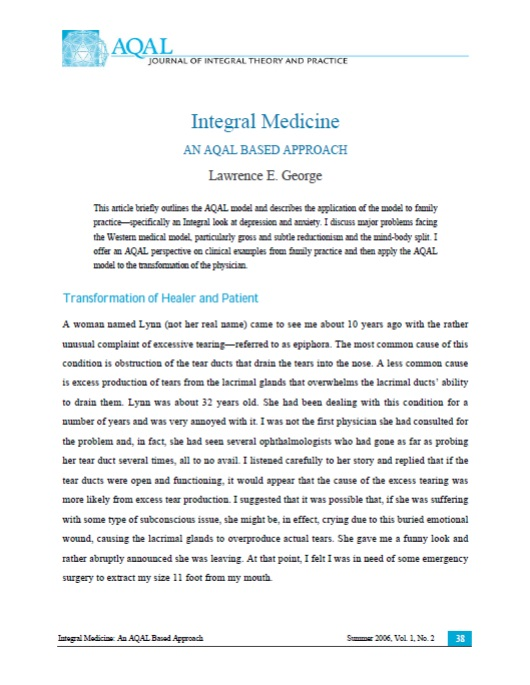 AQAL
JOURNAL OF INTEGRAL THEORY AND PRACTICE
Integral Medicine
AN AQAL BASED APPROACH
Lawrence E. George
This article briefly outlines the AQAL model and describes the application of the model to family
practice—specifically an Integral look at depression and anxiety. I discuss major problems facing
the Western medical model, particularly gross and subtle reductionism and the mind-body split. I
offer an AQAL perspective on clinical examples from family practice and then apply the AQAL
model to the transformation of the physician.
Transformation of Healer and Patient
A woman named Lynn (not her real name) came to see me about 10 years ago with the rather
unusual complaint of excessive tearing—referred to as epiphora. The most common cause of this
condition is obstruction of the tear ducts that drain the tears into the nose. A less common cause
is excess production of tears from the lacrimal glands that overwhelms the lacrimal ducts' ability
to drain them. Lynn was about 32 years old. She had been dealing with this condition for a
number of years and was very annoyed with it. I was not the first physician she had consulted for
the problem and, in fact, she had seen several ophthalmologists who had gone as far as probing
her tear duct several times, all to no avail. I listened carefully to her story and replied that if the
tear ducts were open and functioning, it would appear that the cause of the excess tearing was
more likely from excess tear production. I suggested that it was possible that, if she was suffering
with some type of subconscious issue, she might be, in effect, crying due to this buried emotional
wound, causing the lacrimal glands to overproduce actual tears. She gave me a funny look and
rather abruptly announced she was leaving. At that point, I felt I was in need of some emergency
surgery to extract my size 11 foot from my mouth.
Integral Medicine: An AQAL Based Approach Summer 2006, Vol. 1, No. 2 38